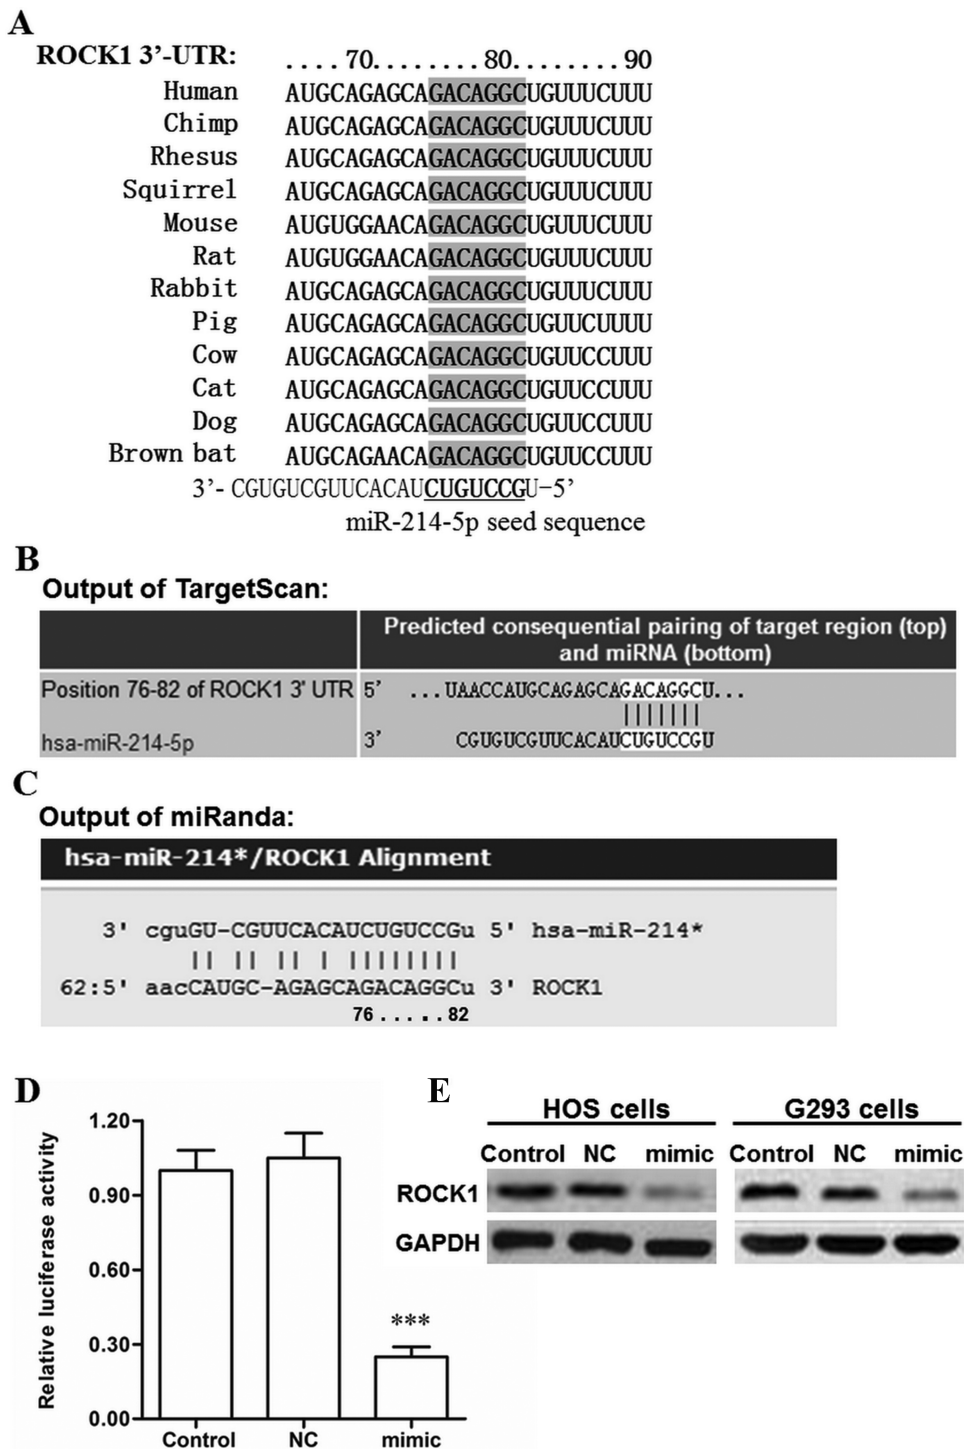 A
ROCK1 3’-UTR: ....70........80........90
Human AUGCAGAGCAGACAGGCUGUUUCUUU
Chimp AUGCAGAGCAGACAGGCUGUUUCUUU
Rhesus AUGCAGAGCAGACAGGCUGUUUCUUU
Squirrel AUGCAGAGCAGACAGGCUGUUUCUUU
Mouse AUGUGGAACAGACAGGCUGUUUCUUU
Rat AUGUGGAACAGACAGGCUGUUUCUUU
Rabbit AUGCAGAGCAGACAGGCUGUUUCUUU
Pig AUGCAGAGCAGACAGGCUGUUCUUUU
Cow AUGCAGAGCAGACAGGCUGUUCCUUU
Cat AUGCAGAGCAGACAGGCUGUUUCCUUU
Dog AUGCAGAGCAGACAGGCUGUUUCUUU
Brown bat AUGCAGAACAGACAGGCUGUUCCUUU
3’- CGUGUCGUUCACAUCUGUCCGU-5’
miR-214-5p seed sequence
B
Output of TargetScan:
Predicted consequential pairing of target region (top)
and miRNA (bottom)
Position 76-82 of ROCK1 3' UTR 5' ...UAACCAUGCAGAGCAGACAGGCU...
|||||||
hsa-miR-214-5p 3' CGUGUCGUUCACAUCUGUCCGU
C
Output of miRanda:
hsa-miR-214*/ROCK1 Alignment
3' cguGU-CGUUCACAUCUGUCCGu 5' hsa-miR-214*
|| || || | ||||||||
62:5' aacCAUGC-AGAGCAGACAGGCu 3' ROCK1
76.....82
D
Relative luciferase activity
1.20
0.90
0.60
0.30
0.00
***
Control NC mimic
E
HOS cells G293 cells
Control NC mimic Control NC mimic
ROCK1
GAPDH